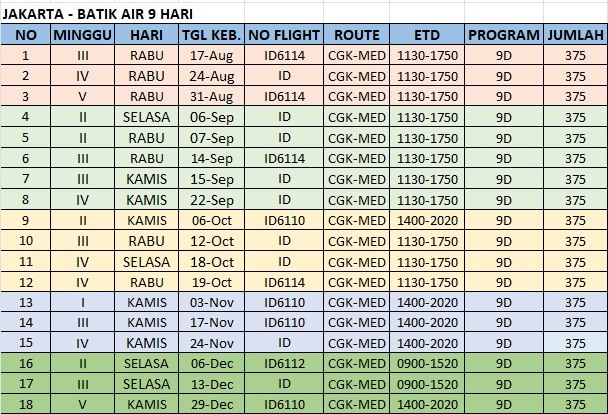 JAKARTA - BATIK AIR 9 HARI
NO MINGGU HARI TGL KEB. NO FLIGHT ROUTE ETD PROGRAM JUMLAH
1 III RABU 17-Aug ID6114 CGK-MED 1130-1750 9D 375
2 IV RABU 24-Aug ID CGK-MED 1130-1750 9D 375
3 V RABU 31-Aug ID6114 CGK-MED 1130-1750 9D 375
4 II SELASA 06-Sep ID CGK-MED 1130-1750 9D 375
5 II RABU 07-Sep ID CGK-MED 1130-1750 9D 375
6 III RABU 14-Sep ID6114 CGK-MED 1130-1750 9D 375
7 III KAMIS 15-Sep ID CGK-MED 1130-1750 9D 375
8 IV KAMIS 22-Sep ID CGK-MED 1130-1750 9D 375
9 II KAMIS 06-Oct ID6110 CGK-MED 1400-2020 9D 375
10 III RABU 12-Oct ID CGK-MED 1130-1750 9D 375
11 IV SELASA 18-Oct ID CGK-MED 1130-1750 9D 375
12 IV RABU 19-Oct ID6114 CGK-MED 1130-1750 9D 375
13 I KAMIS 03-Nov ID6110 CGK-MED 1400-2020 9D 375
14 III KAMIS 17-Nov ID6110 CGK-MED 1400-2020 9D 375
15 IV KAMIS 24-Nov ID CGK-MED 1400-2020 9D 375
16 II SELASA 06-Dec ID6112 CGK-MED 0900-1520 9D 375
17 III SELASA 13-Dec ID CGK-MED 0900-1520 9D 375
18 V KAMIS 29-Dec ID6110 CGK-MED 1400-2020 9D 375